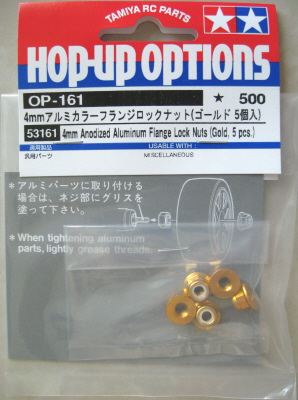 TAMIYA RC PARTS
HOP-UP OPTIONS
OP-161 ★ 500
4mmアルミカラーフランジロックナット(ゴールド 5個入)
53161 4mm Anodized Aluminum Flange Lock Nuts (Gold, 5 pcs.)
適用製品 USABLE WITH
汎用パーツ MISCELLANEOUS
*アルミパーツに取り付ける
場合は、ネジ部にグリスを
塗って下さい。
*When tightening aluminum
parts, lightly grease threads.